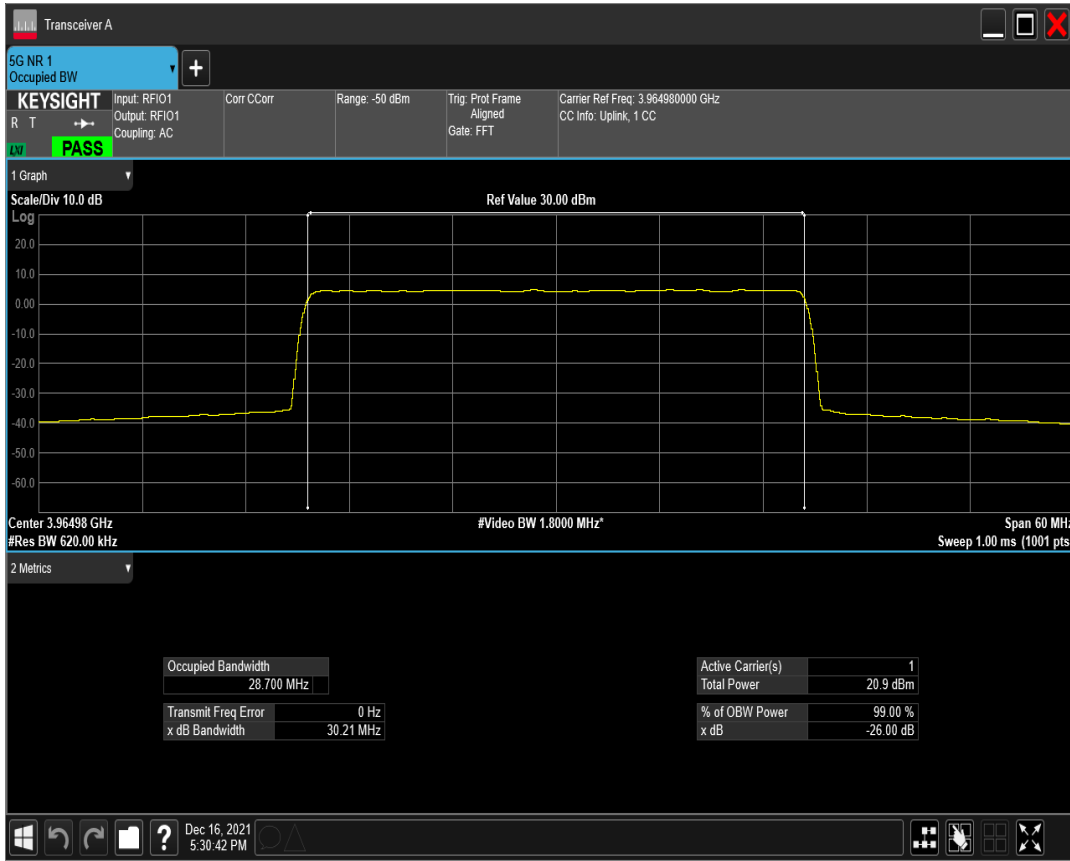 Transceiver A
5G NR 1
Occupied BW
KEYSIGHT
R T
LXI
PASS
Input: RFIO1
Output: RFIO1
Coupling: AC
Corr CCorr
Range: -50 dBm
Trig: Prot Frame
Aligned
Gate: FFT
Carrier Ref Freq: 3.964980000 GHz
CC Info: Uplink, 1 CC
1 Graph
Scale/Div 10.0 dB
Ref Value 30.00 dBm
Log
20.0
10.0
0.00
-10.0
-20.0
-30.0
-40.0
-50.0
-60.0
Center 3.96498 GHz
#Video BW 1.8000 MHz*
Span 60 MHz
#Res BW 620.00 kHz
Sweep 1.00 ms (1001 pts
2 Metrics
Occupied Bandwidth
28.700 MHz
Transmit Freq Error 0 Hz
x dB Bandwidth 30.21 MHz
Active Carrier(s) 1
Total Power 20.9 dBm
% of OBW Power 99.00 %
x dB -26.00 dB
?
Dec 16, 2021
5:30:42 PM